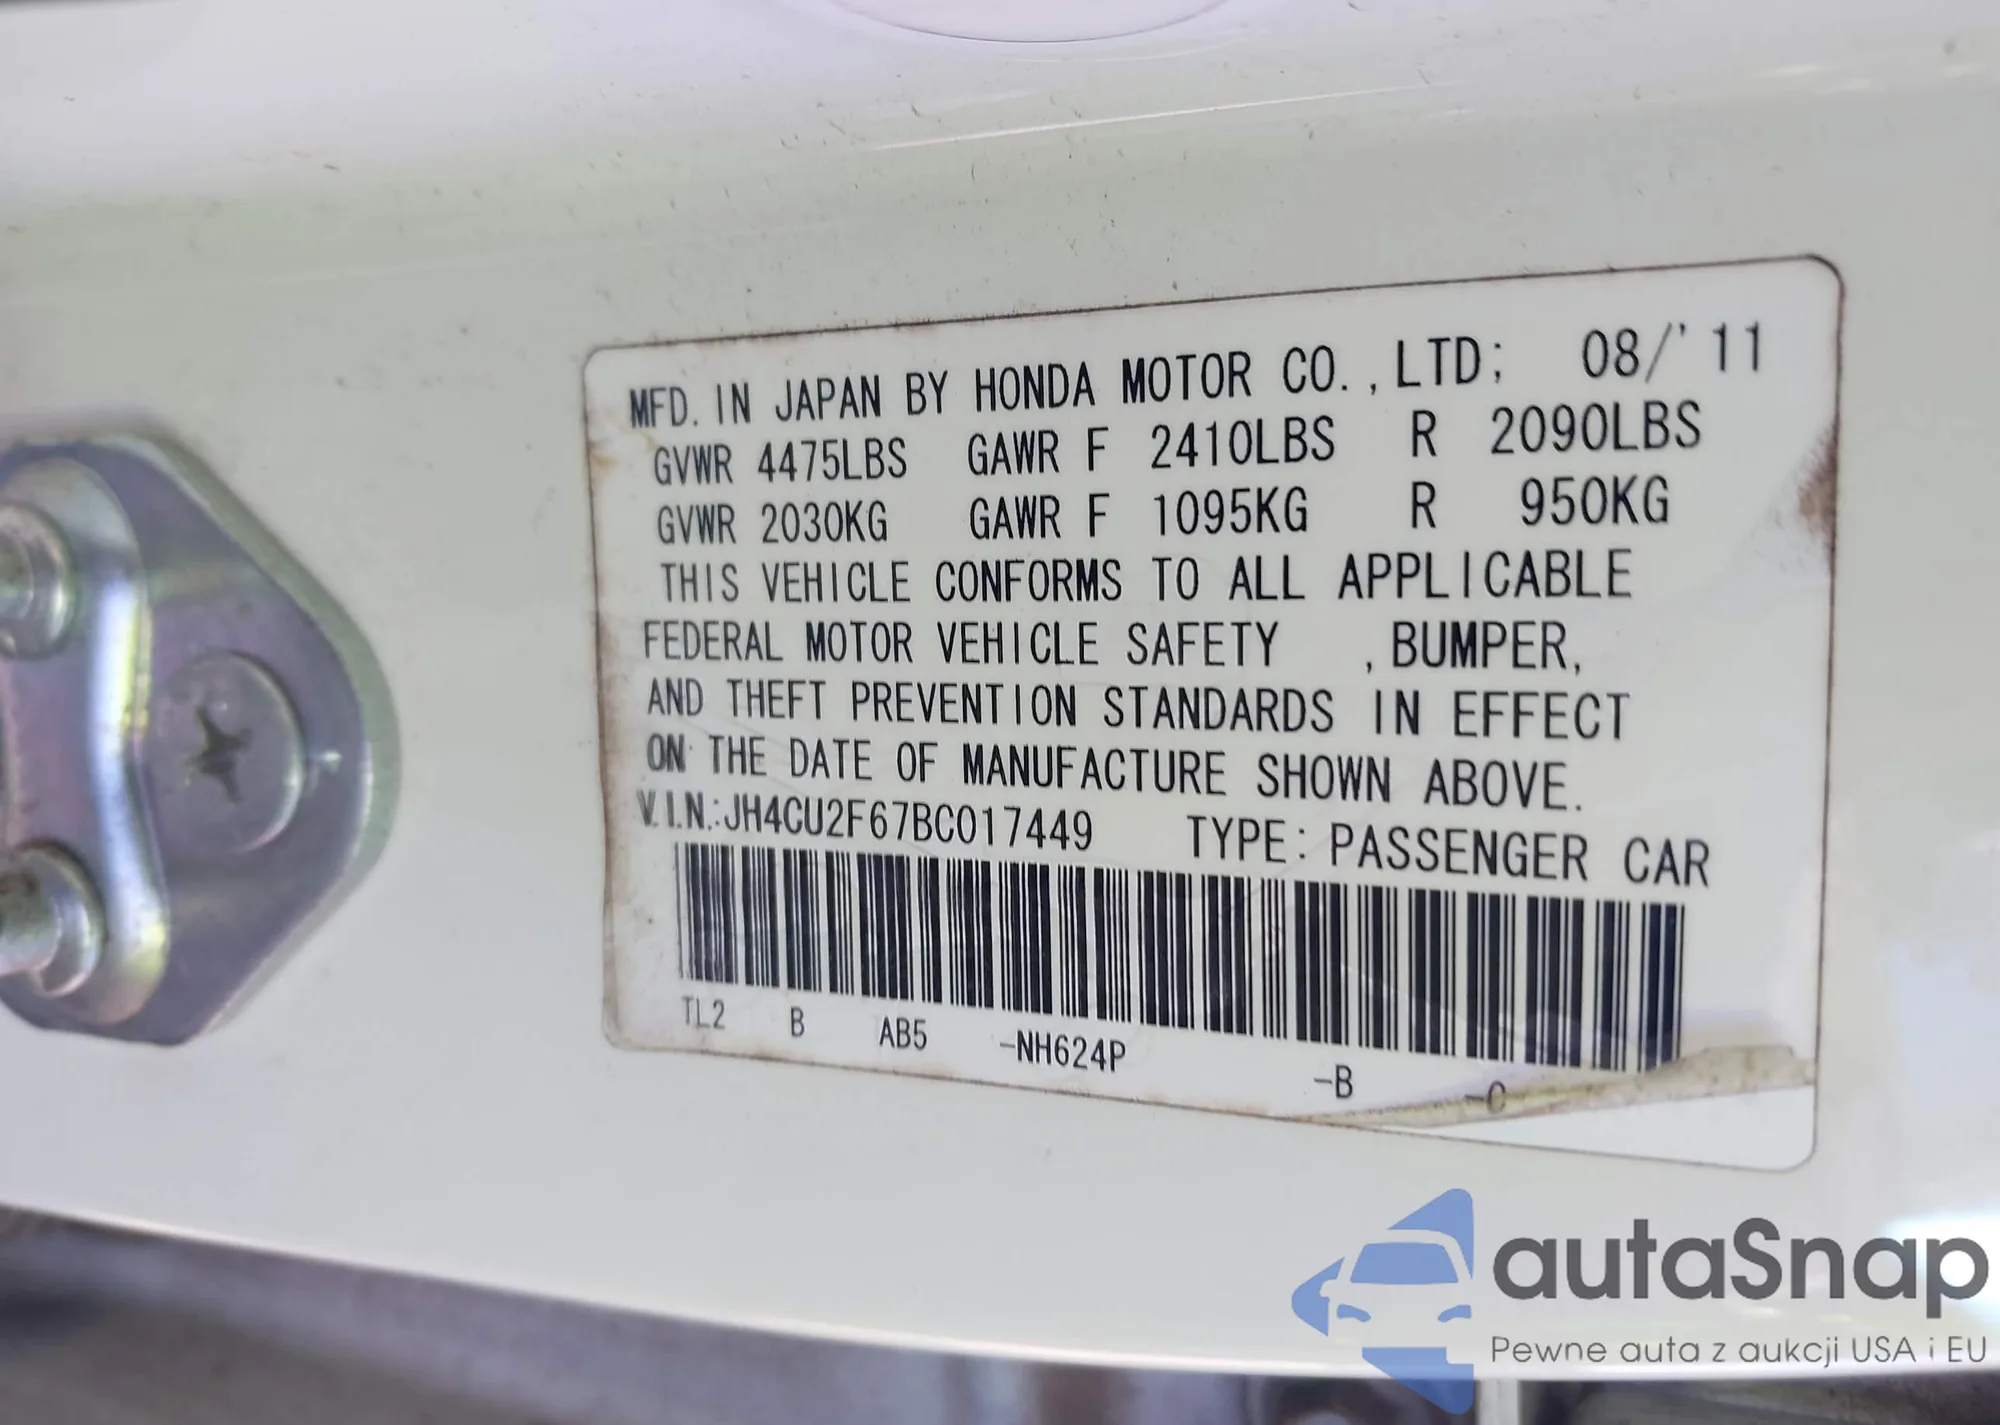 MFD. IN JAPAN BY HONDA MOTOR CO., LTD; 08/'11
GVWR 4475LBS GAWR F 2410LBS R 2090LBS
GVWR 2030KG GAWR F 1095KG R 950KG
THIS VEHICLE CONFORMS TO ALL APPLICABLE
FEDERAL MOTOR VEHICLE SAFETY , BUMPER,
AND THEFT PREVENTION STANDARDS IN EFFECT
ON THE DATE OF MANUFACTURE SHOWN ABOVE.
V.I.N.:JH4CU2F67BC017449 TYPE: PASSENGER CAR
TL2 B AB5 -NH624P -B -C
autaSnap
Pewne auta z aukcji USA i EU